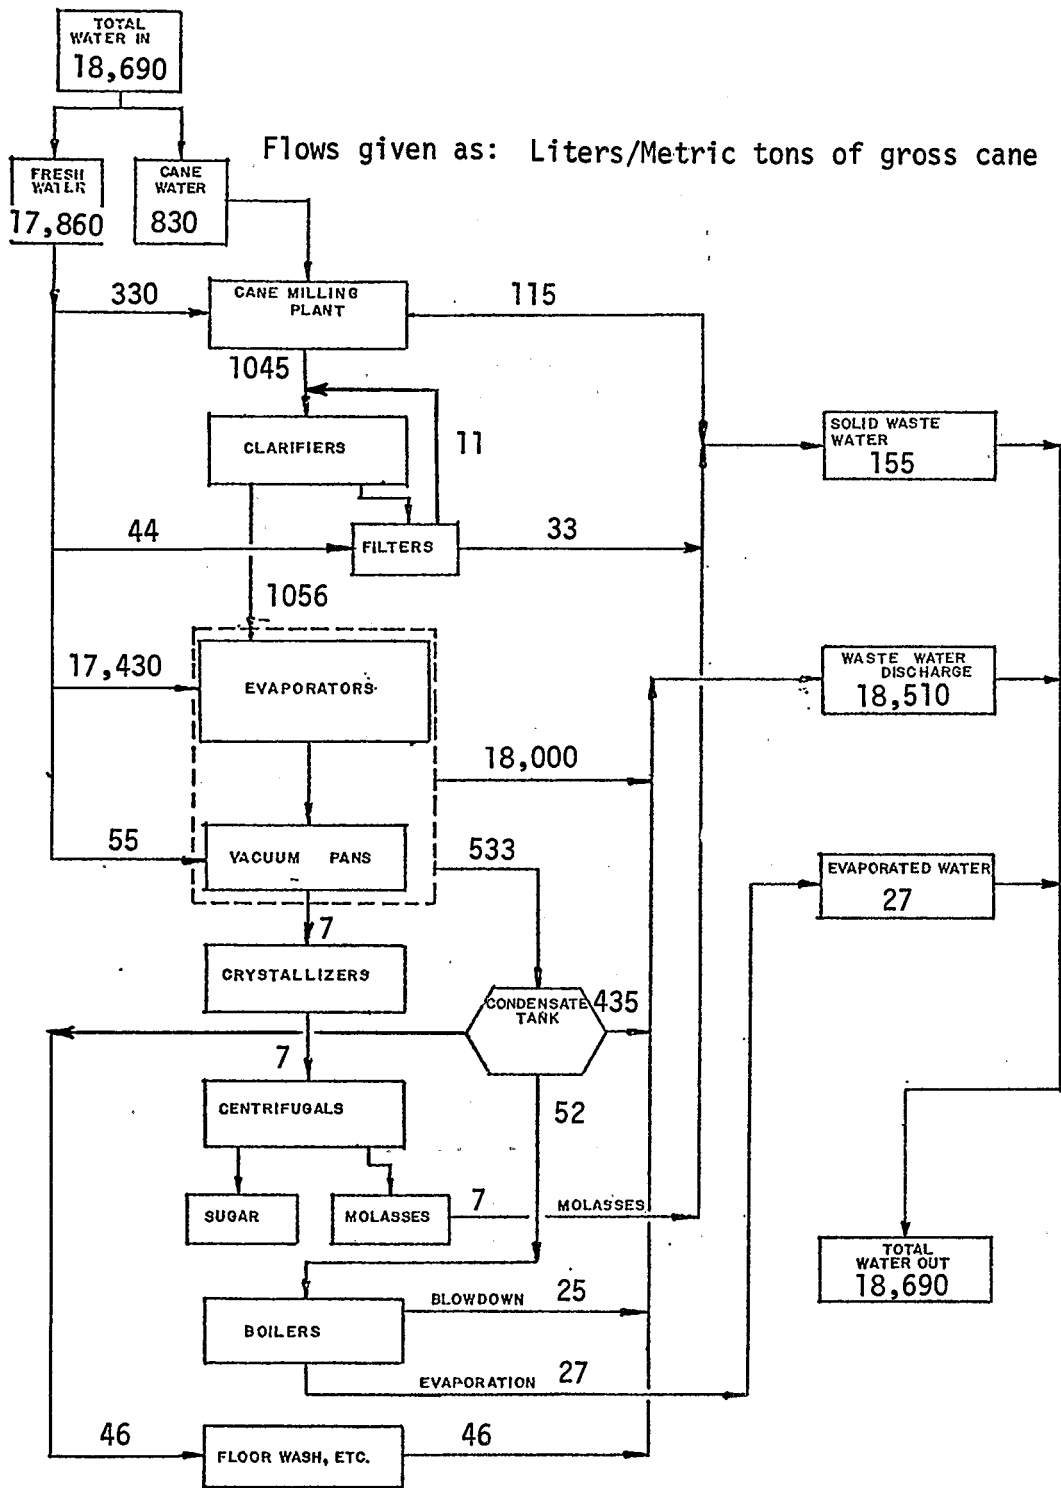 TOTAL
WATER IN
18,690
Flows given as: Liters/Metric tons of gross cane
FRESH
WATER
17,860
CANE
WATER
830
330
CANE MILLING
PLANT
115
1045
CLARIFIERS
11
SOLID WASTE
WATER
155
44
FILTERS
33
1056
17,430
EVAPORATORS
WASTE WATER
DISCHARGE
18,510
18,000
55
VACUUM PANS
533
EVAPORATED WATER
27
7
CRYSTALLIZERS
CONDENSATE
TANK
435
7
CENTRIFUGALS
52
SUGAR
MOLASSES
7
MOLASSES
TOTAL
WATER OUT
18,690
BLOWDOWN
25
BOILERS
EVAPORATION
27
46
FLOOR WASH, ETC.
46